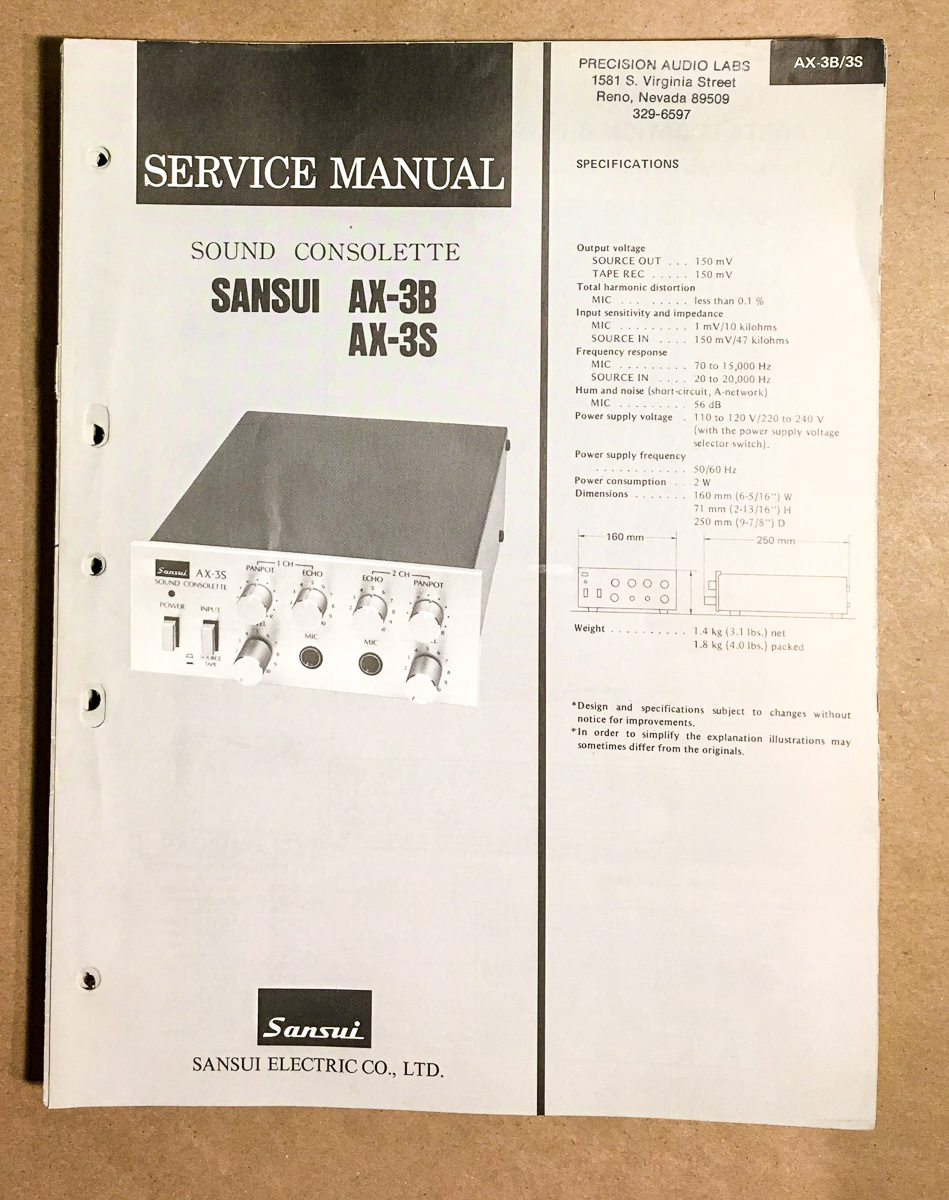 SERVICE MANUAL
SOUND CONSOLETTE
SANSUI AX-3B
AX-3S
Sansui
AX-3S
SOUND CONSOLETTE
POWER
INPUT
SOURCE
TAPE
1 CH
PANPOT
ECHO
2 CH
ECHO
PANPOT
MIC
MIC
Sansui
SANSUI ELECTRIC CO., LTD.
PRECISION AUDIO LABS
1581 S. Virginia Street
Reno, Nevada 89509
329-6597
AX-3B/3S
SPECIFICATIONS
Output voltage
SOURCE OUT . . . 150 mV
TAPE REC . . . . . 150 mV
Total harmonic distortion
MIC . . . . . . . . . less than 0.1 %
Input sensitivity and impedance
MIC . . . . . . . . . 1 mV/10 kilohms
SOURCE IN . . . . 150 mV/47 kilohms
Frequency response
MIC . . . . . . . . . 70 to 15,000 Hz
SOURCE IN . . . . 20 to 20,000 Hz
Hum and noise (short-circuit, A-network)
MIC . . . . . . . . . 56 dB
Power supply voltage . 110 to 120 V/220 to 240 V
(with the power supply voltage
selector switch).
Power supply frequency
. . . . . . . . . . . . 50/60 Hz
Power consumption . . 2 W
Dimensions . . . . . . . 160 mm (6-5/16") W
71 mm (2-13/16") H
250 mm (9-7/8") D
160 mm
250 mm
Weight . . . . . . . . . . 1.4 kg (3.1 lbs.) net
1.8 kg (4.0 lbs.) packed
*Design and specifications subject to changes without
notice for improvements.
*In order to simplify the explanation illustrations may
sometimes differ from the originals.